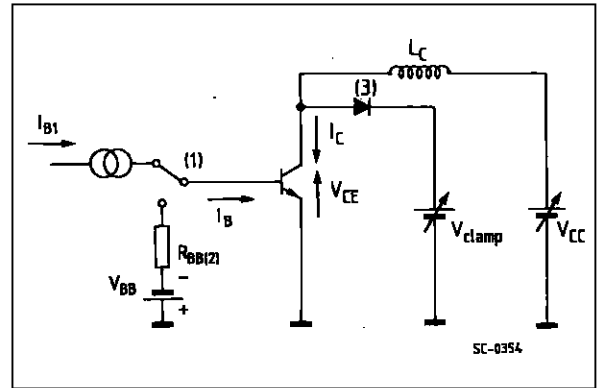 L_C
(3)
I_B1
(1)
I_C
V_CE
I_B
V_clamp
V_CC
R_BB(2)
V_BB
-
+
SC-0354